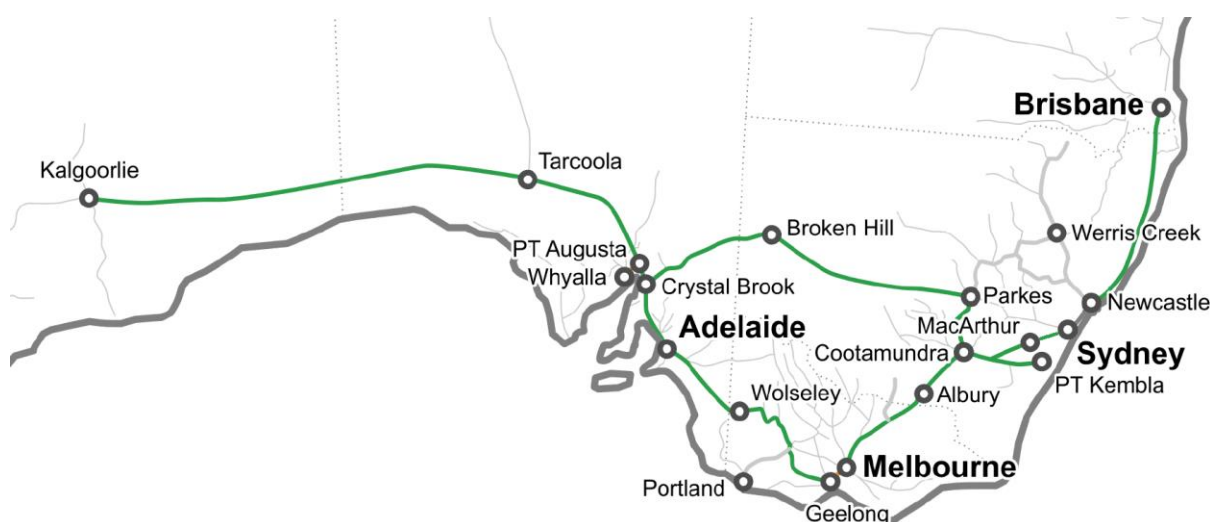 Brisbane
Kalgoorlie
Tarcoola
Broken Hill
Werris Creek
PT Augusta
Whyalla
Crystal Brook
Parkes
Newcastle
MacArthur
Adelaide
Cootamundra
Sydney
PT Kembla
Wolseley
Albury
Melbourne
Portland
Geelong